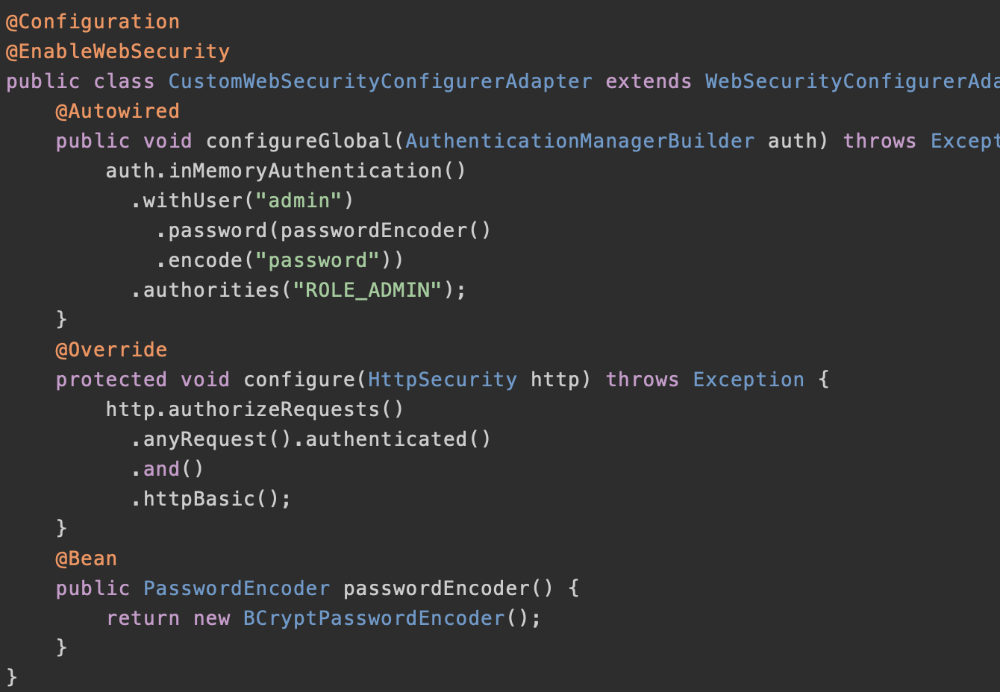 @Configuration
@EnableWebSecurity
public class CustomWebSecurityConfigurerAdapter extends WebSecurityConfigurerAda
@Autowired
public void configureGlobal(AuthenticationManagerBuilder auth) throws Except
auth.inMemoryAuthentication()
.withUser("admin")
.password(passwordEncoder()
.encode("password"))
.authorities("ROLE_ADMIN");
}
@Override
protected void configure(HttpSecurity http) throws Exception {
http.authorizeRequests()
.anyRequest().authenticated()
.and()
.httpBasic();
}
@Bean
public PasswordEncoder passwordEncoder() {
return new BCryptPasswordEncoder();
}
}